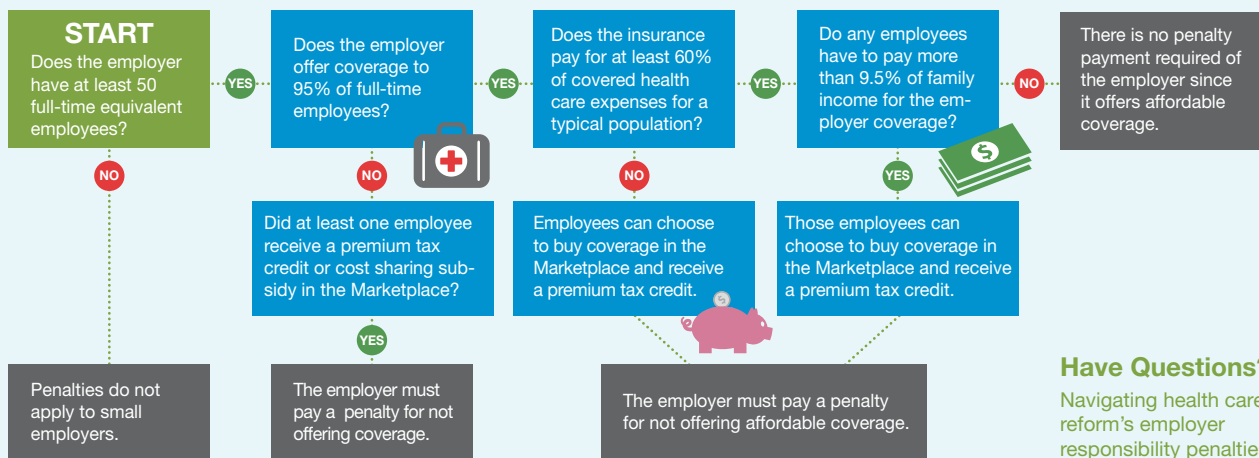 START
Does the employer
have at least 50
full-time equivalent
employees?
YES
Does the employer
offer coverage to
95% of full-time
employees?
YES
Does the insurance
pay for at least 60%
of covered health
care expenses for a
typical population?
YES
Do any employees
have to pay more
than 9.5% of family
income for the em-
ployer coverage?
NO
There is no penalty
payment required of
the employer since
it offers affordable
coverage.
NO
NO
NO
YES
Did at least one employee
receive a premium tax
credit or cost sharing sub-
sidy in the Marketplace?
Employees can choose
to buy coverage in the
Marketplace and receive
a premium tax credit.
Those employees can
choose to buy coverage in
the Marketplace and receive
a premium tax credit.
YES
Penalties do not
apply to small
employers.
The employer must
pay a penalty for not
offering coverage.
The employer must pay a penalty
for not offering affordable coverage.
Have Questions?
Navigating health care
reform's employer
responsibility penaltie